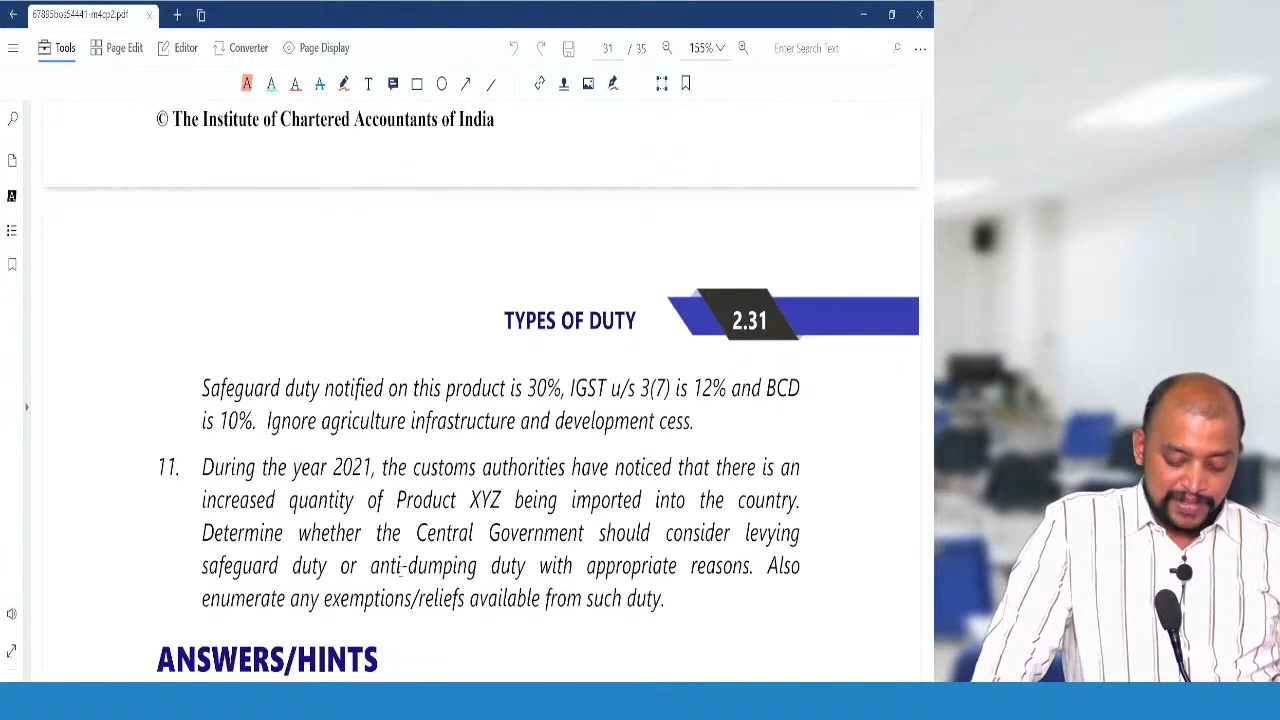 67895bos54441-m4cp2.pdf
Tools
Page Edit
Editor
Converter
Page Display
31 / 35
155%
Enter Search Text
© The Institute of Chartered Accountants of India
TYPES OF DUTY
2.31
Safeguard duty notified on this product is 30%, IGST u/s 3(7) is 12% and BCD
is 10%. Ignore agriculture infrastructure and development cess.
11. During the year 2021, the customs authorities have noticed that there is an
increased quantity of Product XYZ being imported into the country.
Determine whether the Central Government should consider levying
safeguard duty or anti-dumping duty with appropriate reasons. Also
enumerate any exemptions/reliefs available from such duty.
ANSWERS/HINTS